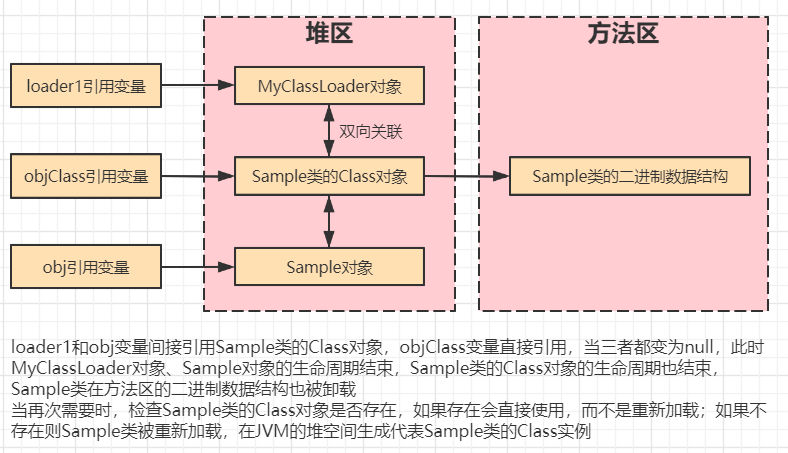 堆区
方法区
loader1引用变量
MyClassLoader对象
双向关联
objClass引用变量
Sample类的Class对象
Sample类的二进制数据结构
obj引用变量
Sample对象
loader1和obj变量间接引用Sample类的Class对象，objClass变量直接引用，当三者都变为null，此时
MyClassLoader对象、Sample对象的生命周期结束，Sample类的Class对象的生命周期也结束，
Sample类在方法区的二进制数据结构也被卸载
当再次需要时，检查Sample类的Class对象是否存在，如果存在会直接使用，而不是重新加载；如果不
存在则Sample类被重新加载，在JVM的堆空间生成代表Sample类的Class实例